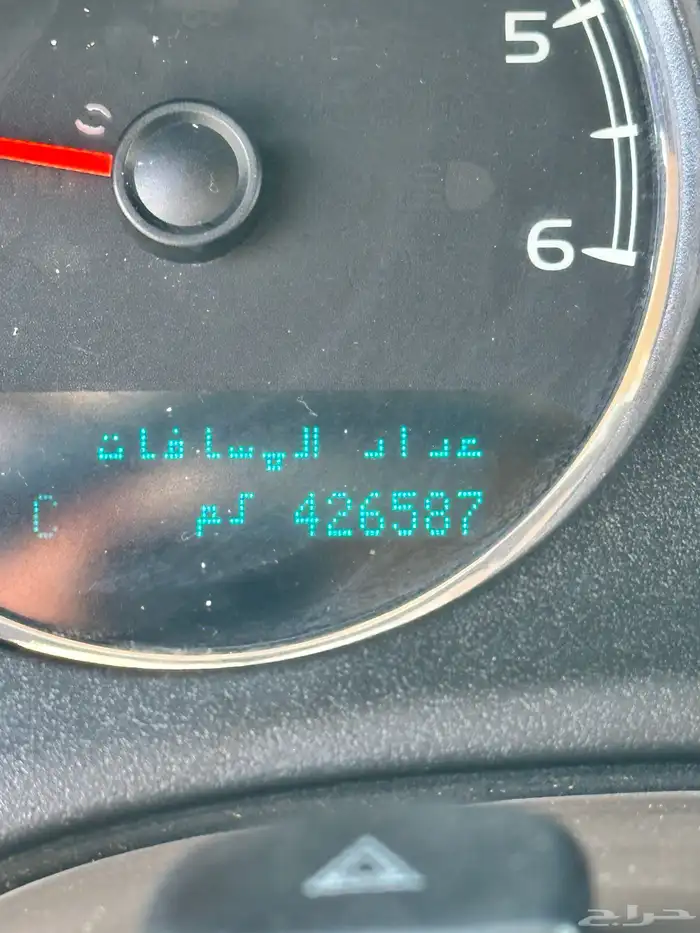 5
6
عداد المسافات
426587 كم
C
حراج